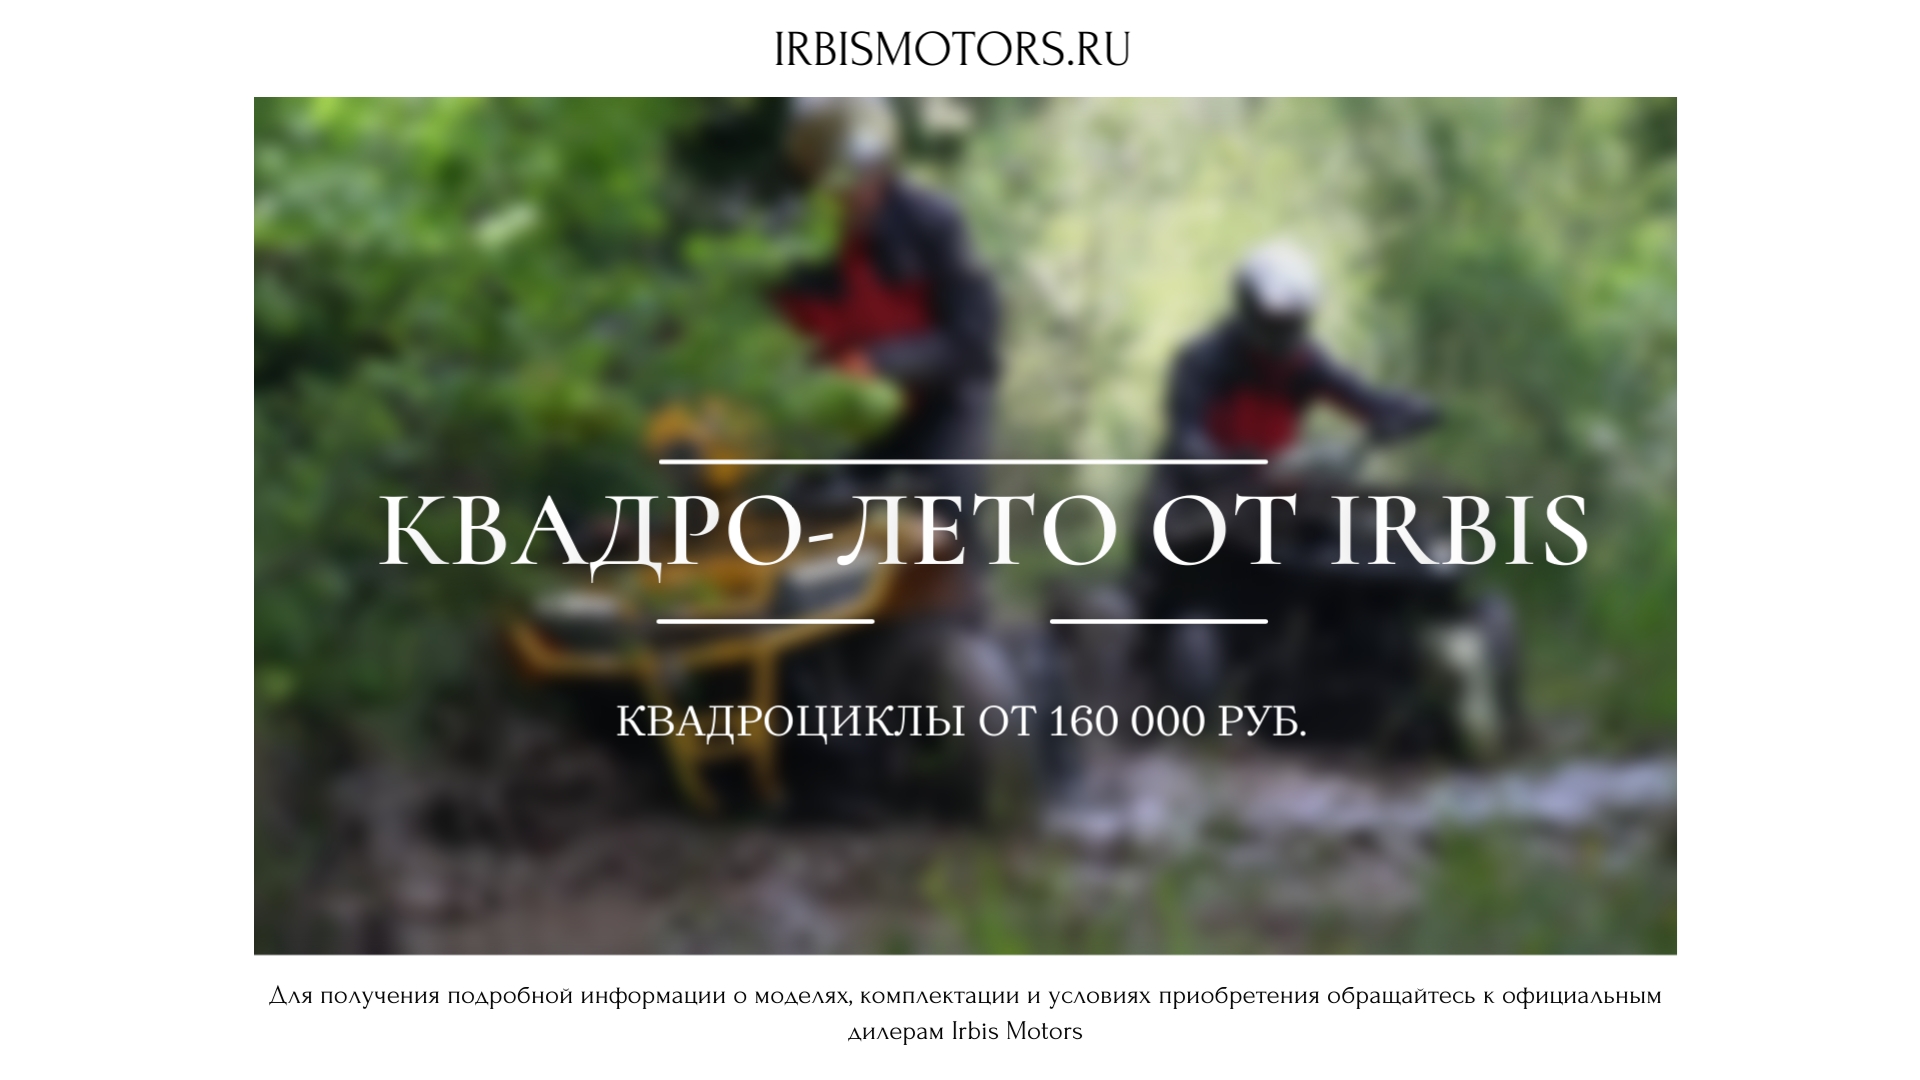 IRBISMOTORS.RU
КВАДРО-ЛЕТО ОТ IRBIS
КВАДРОЦИКЛЫ ОТ 160 000 РУБ.
Для получения подробной информации о моделях, комплектации и условиях приобретения обращайтесь к официальным
дилерам Irbis Motors